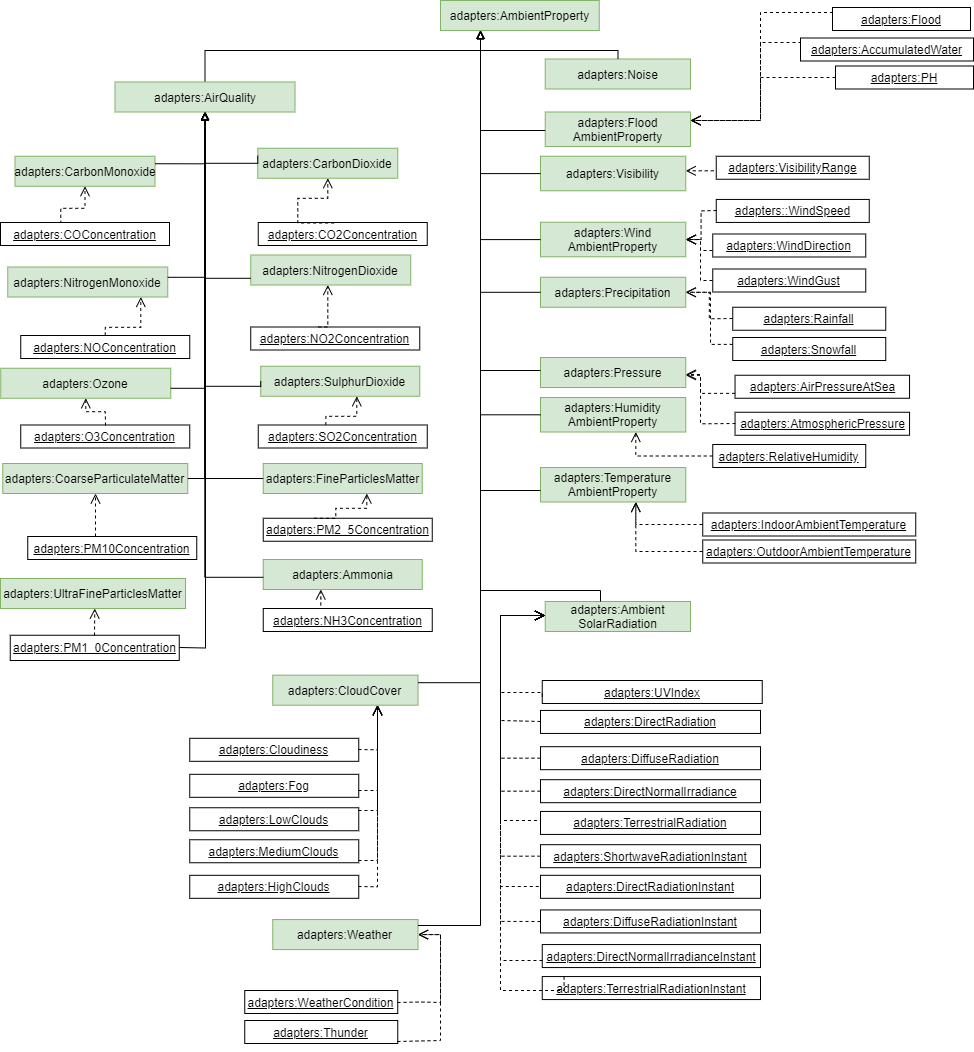 adapters:AmbientProperty
adapters:Flood
adapters:AccumulatedWater
adapters:PH
adapters:Noise
adapters:AirQuality
adapters:Flood
AmbientProperty
adapters:CarbonMonoxide
adapters:CarbonDioxide
adapters:Visibility
adapters:VisibilityRange
adapters:COConcentration
adapters:CO2Concentration
adapters::WindSpeed
adapters:Wind
AmbientProperty
adapters:WindDirection
adapters:NitrogenMonoxide
adapters:NitrogenDioxide
adapters:WindGust
adapters:Precipitation
adapters:Rainfall
adapters:NOConcentration
adapters:NO2Concentration
adapters:Snowfall
adapters:Ozone
adapters:SulphurDioxide
adapters:Pressure
adapters:AirPressureAtSea
adapters:Humidity
AmbientProperty
adapters:AtmosphericPressure
adapters:O3Concentration
adapters:SO2Concentration
adapters:RelativeHumidity
adapters:CoarseParticulateMatter
adapters:FineParticlesMatter
adapters:Temperature
AmbientProperty
adapters:PM10Concentration
adapters:PM2_5Concentration
adapters:IndoorAmbientTemperature
adapters:OutdoorAmbientTemperature
adapters:UltraFineParticlesMatter
adapters:Ammonia
adapters:PM1_0Concentration
adapters:NH3Concentration
adapters:Ambient
SolarRadiation
adapters:CloudCover
adapters:UVIndex
adapters:DirectRadiation
adapters:Cloudiness
adapters:DiffuseRadiation
adapters:Fog
adapters:DirectNormalIrradiance
adapters:LowClouds
adapters:TerrestrialRadiation
adapters:MediumClouds
adapters:ShortwaveRadiationInstant
adapters:HighClouds
adapters:DirectRadiationInstant
adapters:Weather
adapters:DiffuseRadiationInstant
adapters:DirectNormalIrradianceInstant
adapters:WeatherCondition
adapters:TerrestrialRadiationInstant
adapters:Thunder